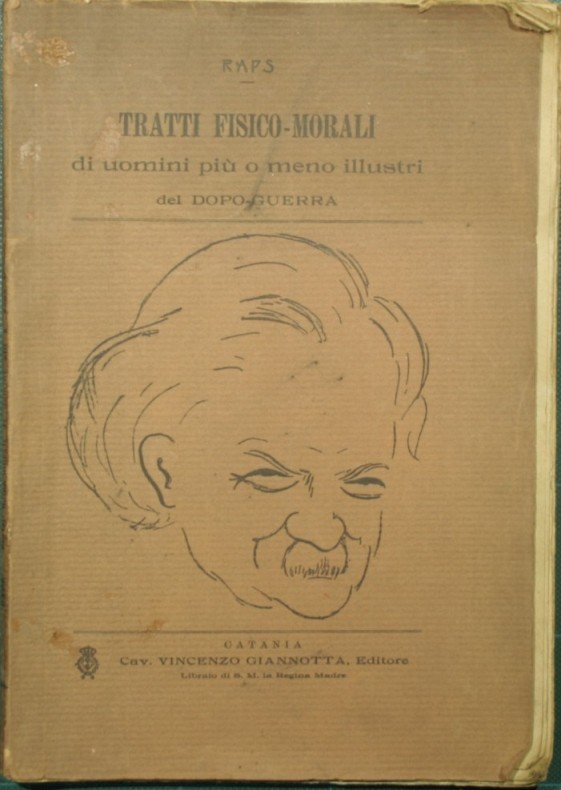 RAPS
TRATTI FISICO-MORALI
di uomini più o meno illustri
del DOPO-GUERRA
CATANIA
Cav. VINCENZO GIANNOTTA, Editore
Libraio di S. M. la Regina Madre